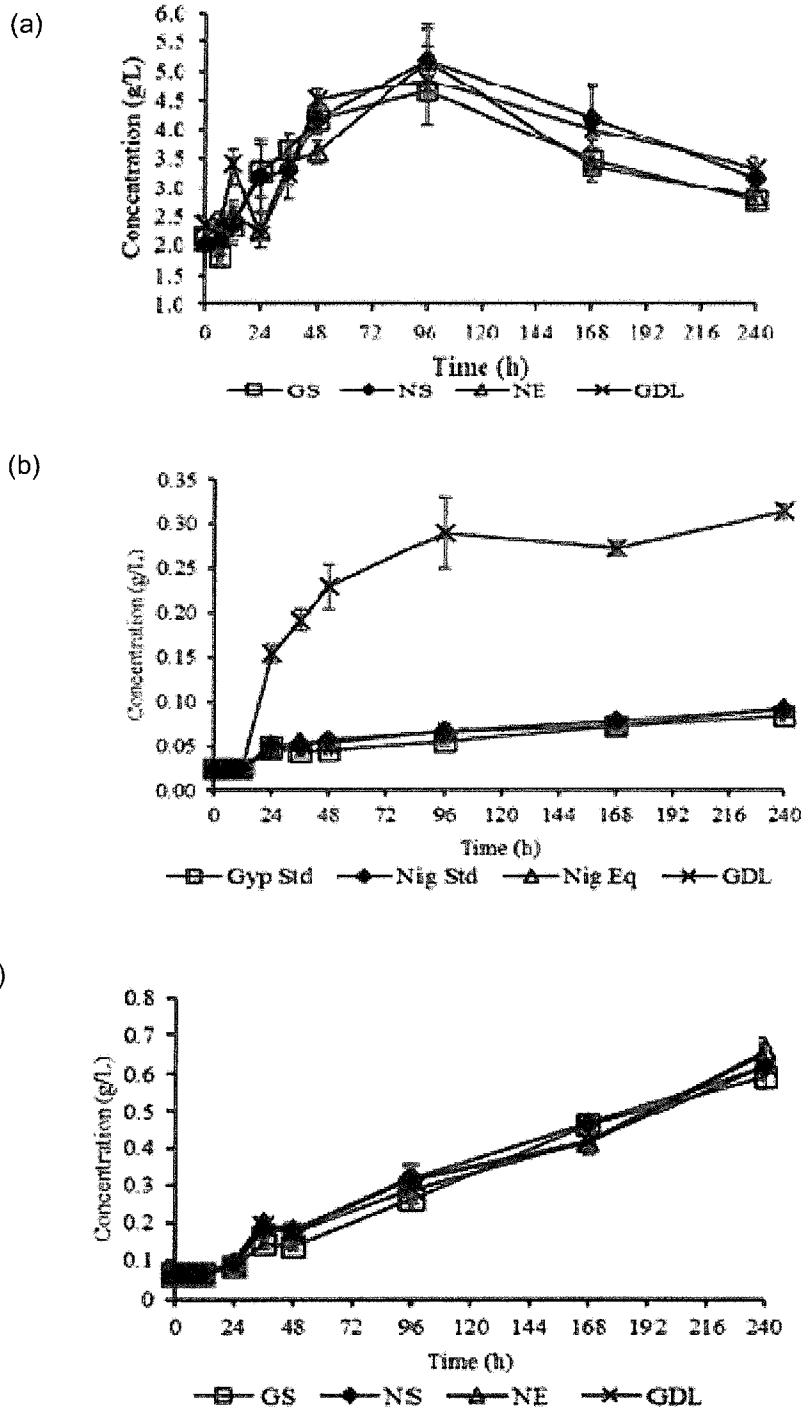 (a)
Concentration (g/L)
6.0
5.5
5.0
4.5
4.0
3.5
3.0
2.5
2.0
1.5
1.0
0 24 48 72 96 120 144 168 192 216 240
Time (h)
GS NS NE GDL
(b)
Concentration (g/L)
0.35
0.30
0.25
0.20
0.15
0.10
0.05
0.00
0 24 48 72 96 120 144 168 192 216 240
Time (h)
Gyp Std Nig Std Nig Eq GDL
)
Concentration (g/L)
0.8
0.7
0.6
0.5
0.4
0.3
0.2
0.1
0
0 24 48 72 96 120 144 168 192 216 240
Time (h)
GS NS NE GDL